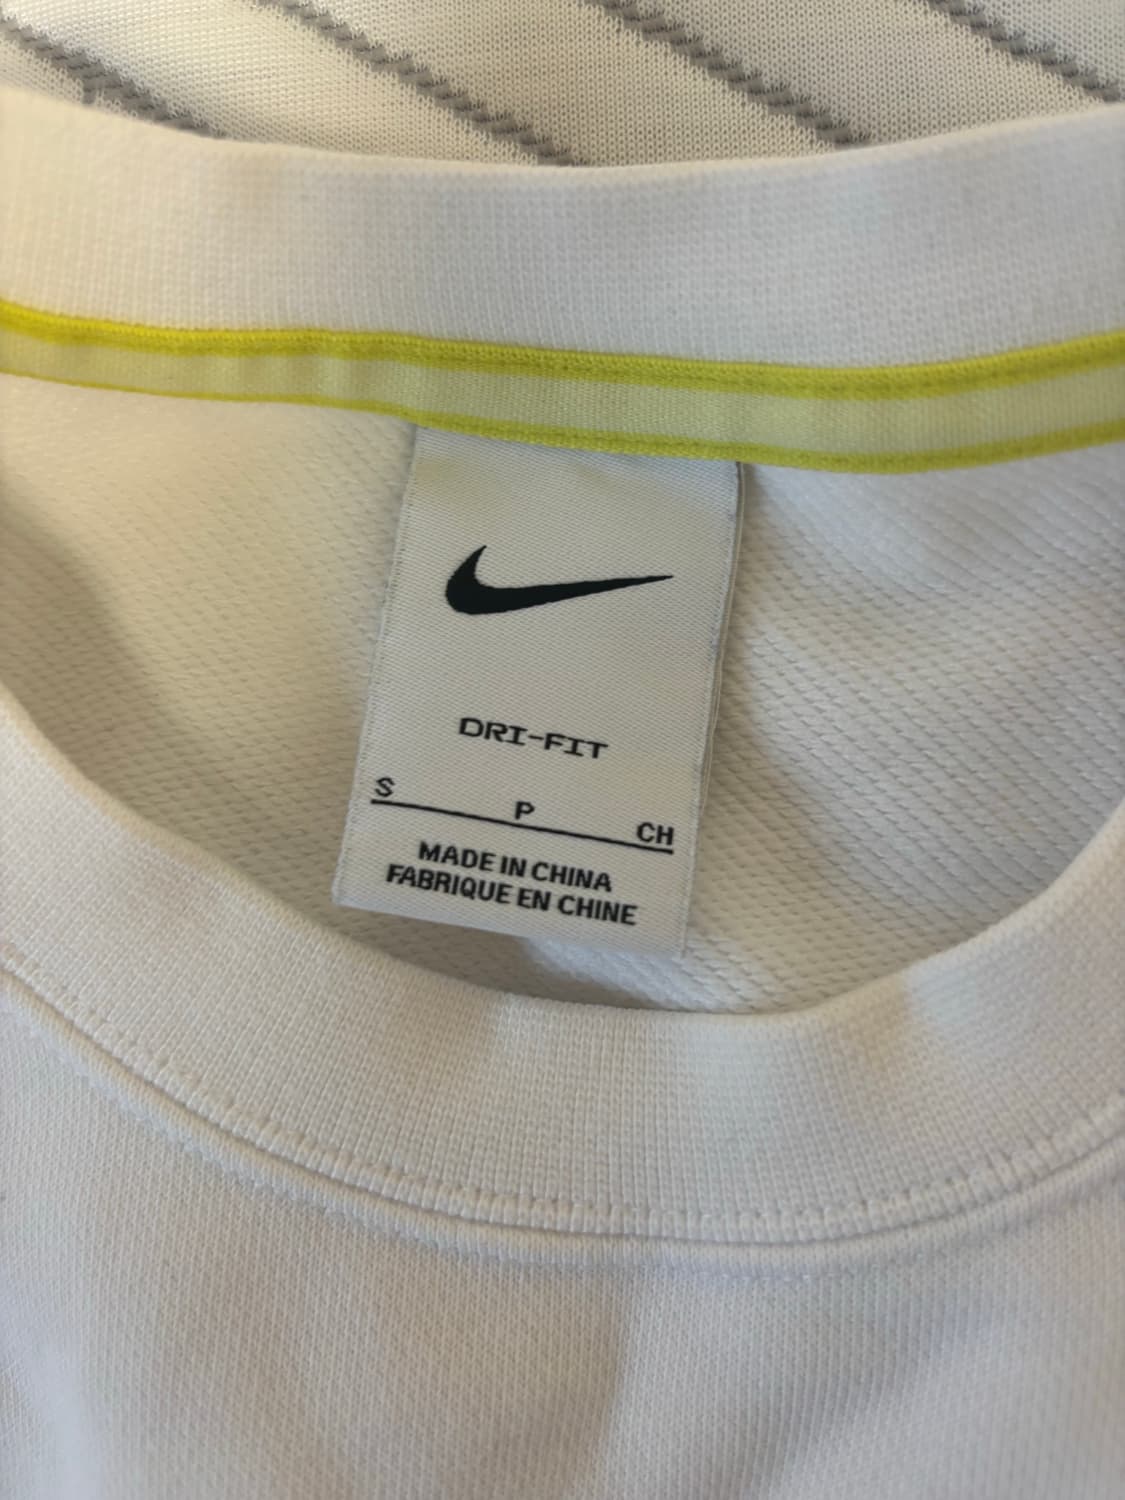 DRI-FIT
S P CH
MADE IN CHINA
FABRIQUE EN CHINE